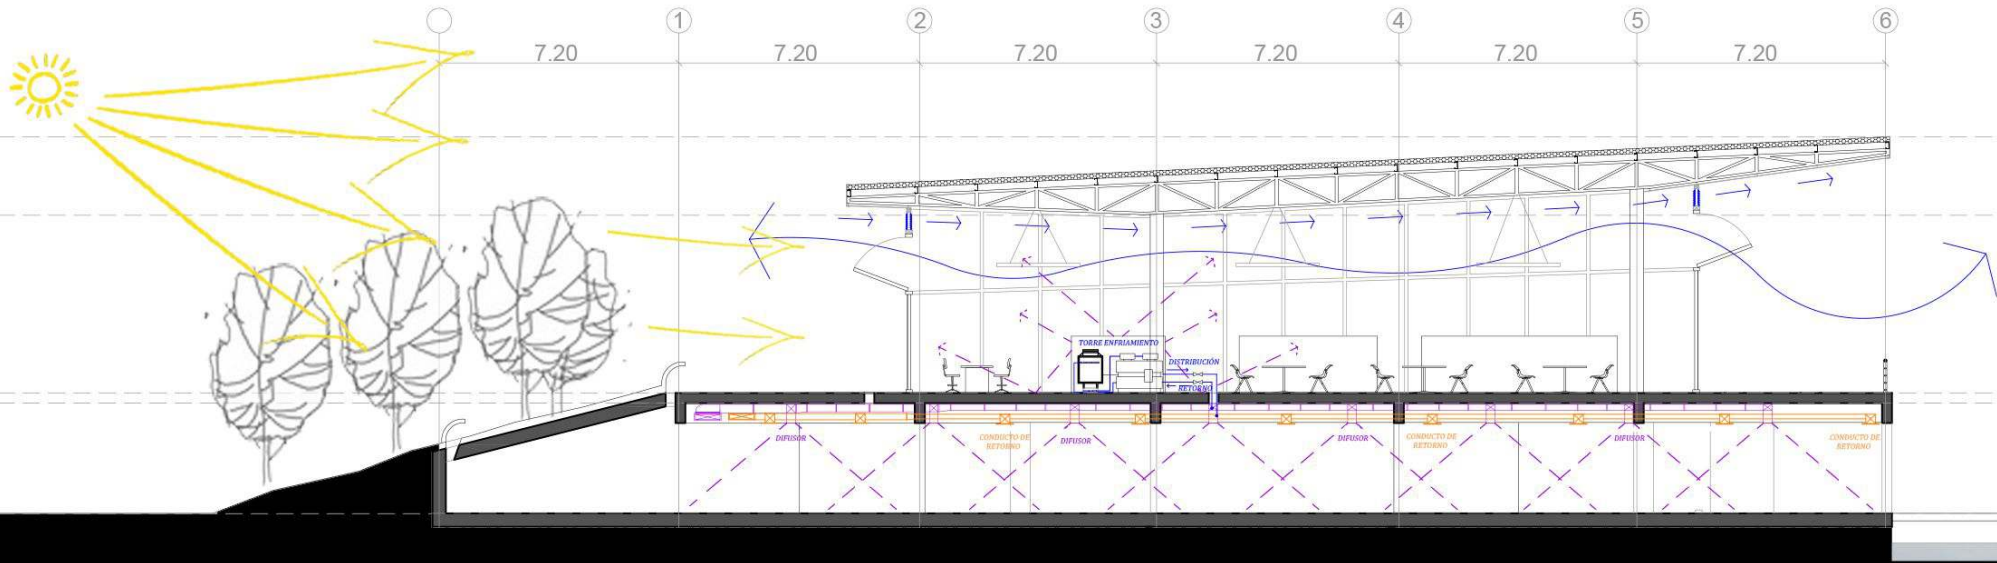 1 2 3 4 5 6
7.20 7.20 7.20 7.20 7.20 7.20
TORRE ENFRIAMIENTO
DISTRIBUCIÓN
RETORNO
DIFUSOR
CONDUCTO DE
RETORNO
DIFUSOR
DIFUSOR
CONDUCTO DE
RETORNO
DIFUSOR
CONDUCTO DE
RETORNO